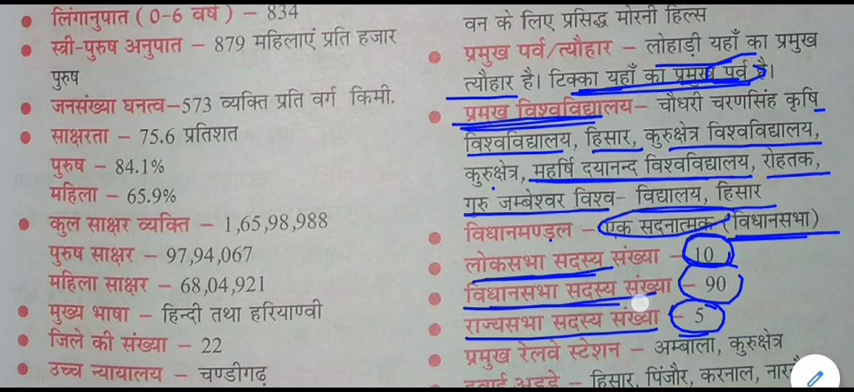 लिंगानुपात ( 0-6 वर्ष ) – 834
स्त्री-पुरुष अनुपात – 879 महिलाएं प्रति हजार
पुरुष
जनसंख्या घनत्व–573 व्यक्ति प्रति वर्ग किमी.
साक्षरता – 75.6 प्रतिशत
पुरुष – 84.1%
महिला – 65.9%
कुल साक्षर व्यक्ति – 1,65,98,988
पुरुष साक्षर – 97,94,067
महिला साक्षर – 68,04,921
मुख्य भाषा – हिन्दी तथा हरियाण्वी
जिले की संख्या – 22
उच्च न्यायालय – चण्डीगढ़
वन के लिए प्रसिद्ध मोरनी हिल्स
प्रमुख पर्व/त्यौहार – लोहाड़ी यहाँ का प्रमुख
त्यौहार है। टिक्का यहाँ का प्रमुख पर्व है।
प्रमुख विश्वविद्यालय– चौधरी चरणसिंह कृषि
विश्वविद्यालय, हिसार, कुरुक्षेत्र विश्वविद्यालय,
कुरुक्षेत्र, महर्षि दयानन्द विश्वविद्यालय, रोहतक,
गुरु जम्बेश्वर विश्व- विद्यालय, हिसार
विधानमण्डल – एक सदनात्मक (विधानसभा)
लोकसभा सदस्य संख्या – 10
विधानसभा सदस्य संख्या – 90
राज्यसभा सदस्य संख्या – 5
प्रमुख रेलवे स्टेशन – अम्बाला, कुरुक्षेत्र
हवाई अड्डे – हिसार, पिंजौर, करनाल,